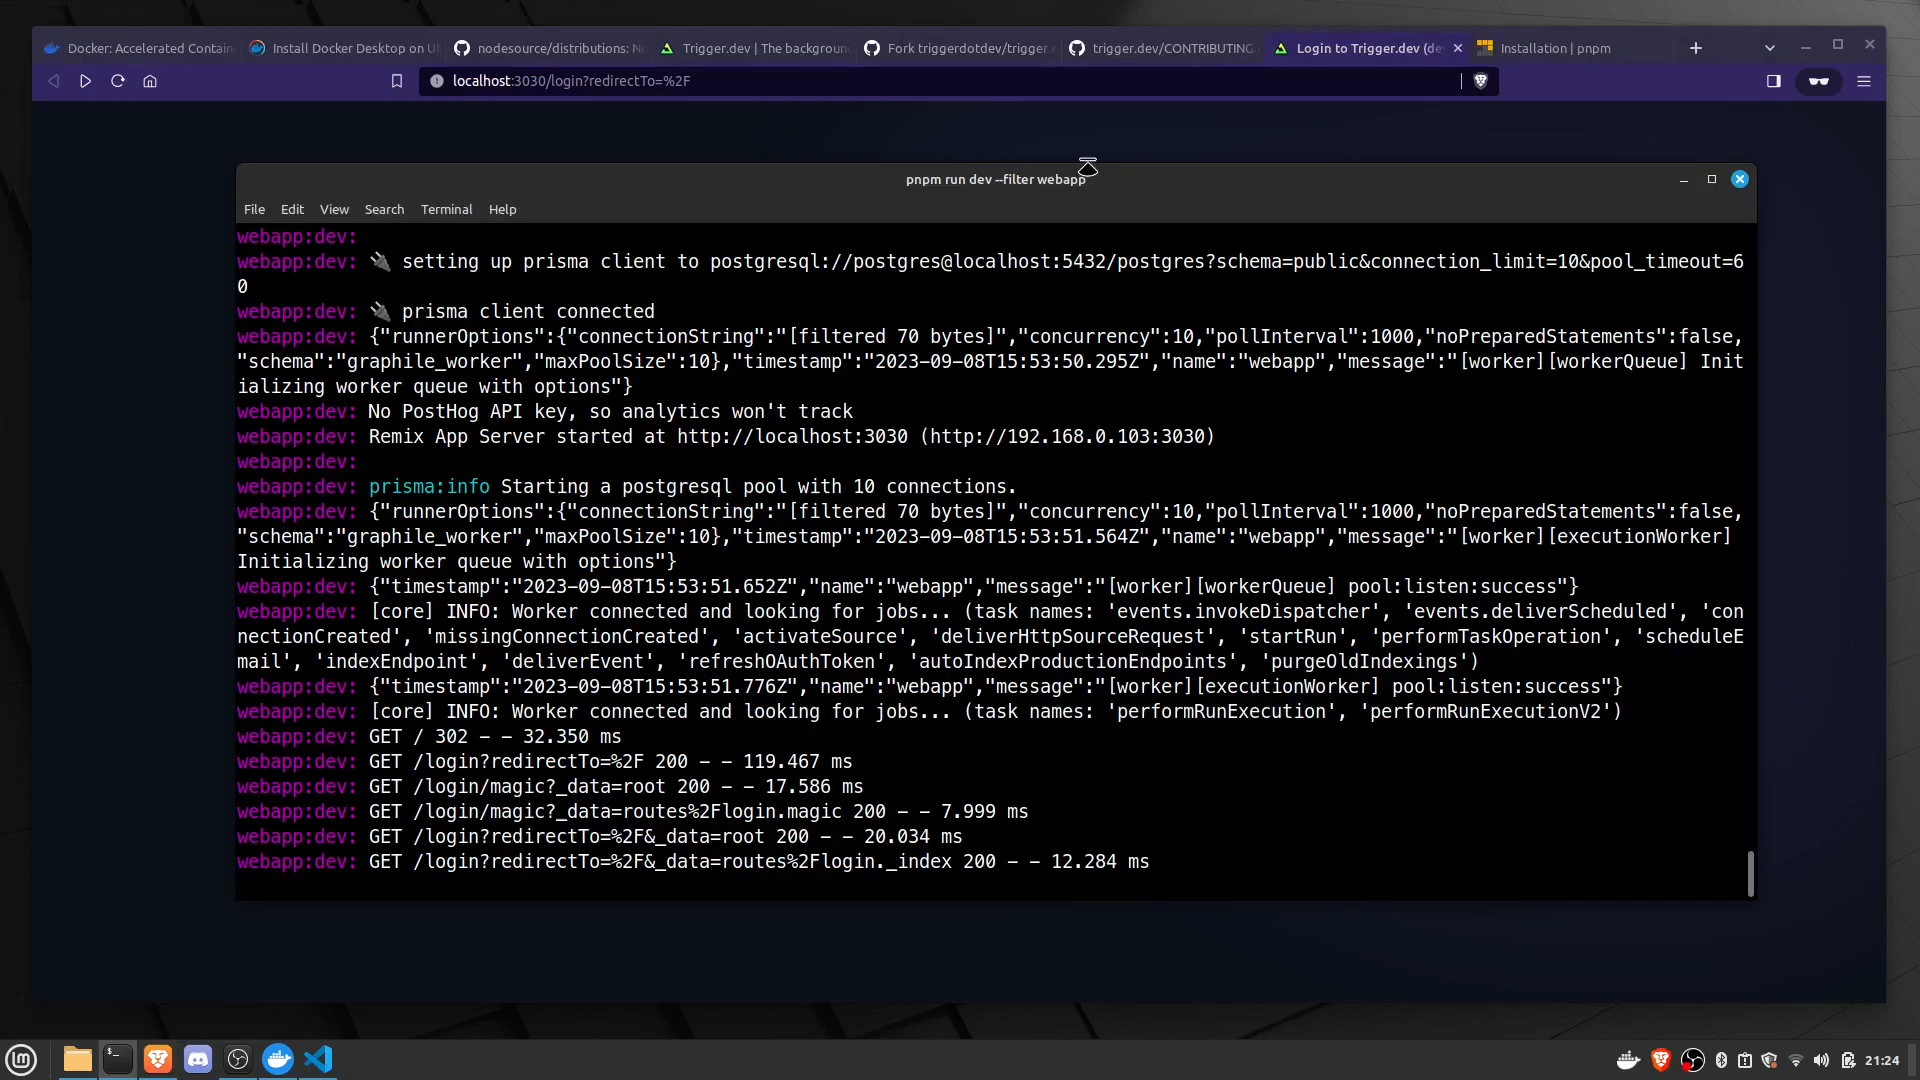 Docker: Accelerated Contain
Install Docker Desktop on U
nodesource/distributions: N
Trigger.dev | The backgroun
Fork triggerdotdev/trigger.
trigger.dev/CONTRIBUTING.
Login to Trigger.dev (de
Installation | pnpm
localhost:3030/login?redirectTo=%2F
pnpm run dev --filter webapp
File Edit View Search Terminal Help
webapp:dev:
webapp:dev: 🔌 setting up prisma client to postgresql://postgres@localhost:5432/postgres?schema=public&connection_limit=10&pool_timeout=6
0
webapp:dev: 🔌 prisma client connected
webapp:dev: {"runnerOptions":{"connectionString":"[filtered 70 bytes]","concurrency":10,"pollInterval":1000,"noPreparedStatements":false,
"schema":"graphile_worker","maxPoolSize":10},"timestamp":"2023-09-08T15:53:50.295Z","name":"webapp","message":"[worker][workerQueue] Init
ializing worker queue with options"}
webapp:dev: No PostHog API key, so analytics won't track
webapp:dev: Remix App Server started at http://localhost:3030 (http://192.168.0.103:3030)
webapp:dev:
webapp:dev: prisma:info Starting a postgresql pool with 10 connections.
webapp:dev: {"runnerOptions":{"connectionString":"[filtered 70 bytes]","concurrency":10,"pollInterval":1000,"noPreparedStatements":false,
"schema":"graphile_worker","maxPoolSize":10},"timestamp":"2023-09-08T15:53:51.564Z","name":"webapp","message":"[worker][executionWorker]
Initializing worker queue with options"}
webapp:dev: {"timestamp":"2023-09-08T15:53:51.652Z","name":"webapp","message":"[worker][workerQueue] pool:listen:success"}
webapp:dev: [core] INFO: Worker connected and looking for jobs... (task names: 'events.invokeDispatcher', 'events.deliverScheduled', 'con
nectionCreated', 'missingConnectionCreated', 'activateSource', 'deliverHttpSourceRequest', 'startRun', 'performTaskOperation', 'scheduleE
mail', 'indexEndpoint', 'deliverEvent', 'refreshOAuthToken', 'autoIndexProductionEndpoints', 'purgeOldIndexings')
webapp:dev: {"timestamp":"2023-09-08T15:53:51.776Z","name":"webapp","message":"[worker][executionWorker] pool:listen:success"}
webapp:dev: [core] INFO: Worker connected and looking for jobs... (task names: 'performRunExecution', 'performRunExecutionV2')
webapp:dev: GET / 302 - - 32.350 ms
webapp:dev: GET /login?redirectTo=%2F 200 - - 119.467 ms
webapp:dev: GET /login/magic?_data=root 200 - - 17.586 ms
webapp:dev: GET /login/magic?_data=routes%2Flogin.magic 200 - - 7.999 ms
webapp:dev: GET /login?redirectTo=%2F&_data=root 200 - - 20.034 ms
webapp:dev: GET /login?redirectTo=%2F&_data=routes%2Flogin._index 200 - - 12.284 ms
21:24